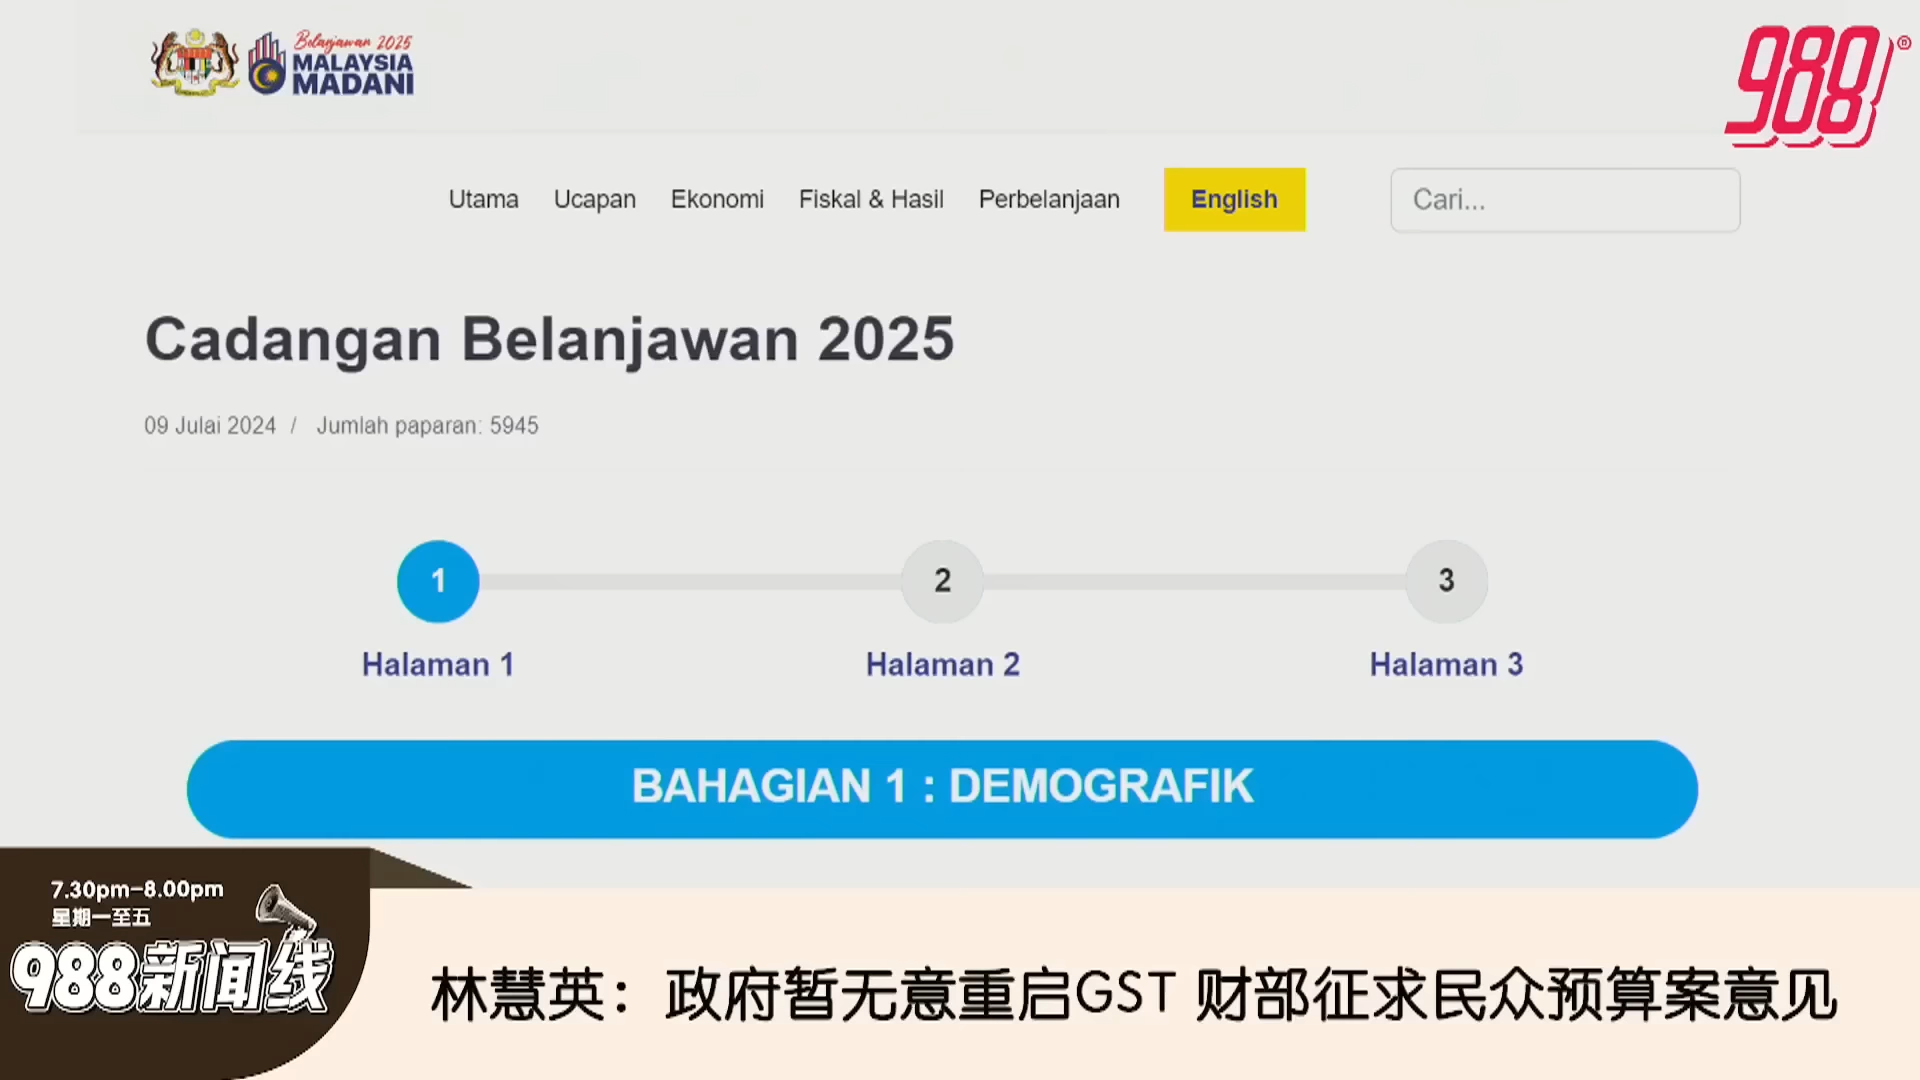 Belanjawan 2025
MALAYSIA
MADANI
988®
Utama Ucapan Ekonomi Fiskal & Hasil Perbelanjaan English Cari...
Cadangan Belanjawan 2025
09 Julai 2024 / Jumlah paparan: 5945
1 2 3
Halaman 1 Halaman 2 Halaman 3
BAHAGIAN 1 : DEMOGRAFIK
7.30pm-8.00pm
星期一至五
988新闻线
林慧英：政府暂无意重启GST 财部征求民众预算案意见